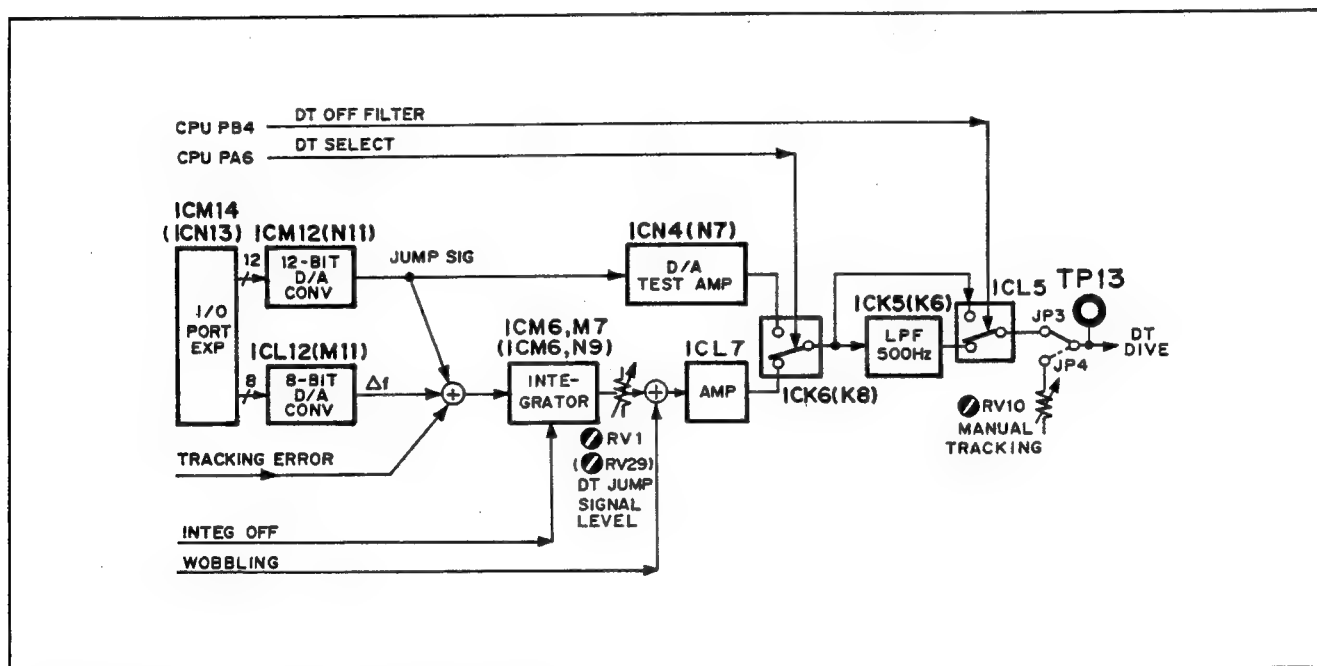 DT OFF FILTER
CPU PB4
DT SELECT
CPU PA6
ICM14
(ICN13)
ICM12(N11)
ICN4(N7)
12
12-BIT
D/A
CONV
JUMP SIG
D/A
TEST AMP
I/O
PORT
EXP
ICL5
TP13
ICK5(K6)
LPF
500Hz
JP3
DT
DIVE
JP4
ICL12(M11)
ICM6,M7
(ICM6,N9)
ICL7
8
8-BIT
D/A
CONV
Δf
+
INTE-
GRATOR
+
AMP
ICK6(K8)
RV1
(RV29)
DT JUMP
SIGNAL
LEVEL
RV10
MANUAL
TRACKING
TRACKING ERROR
INTEG OFF
WOBBLING